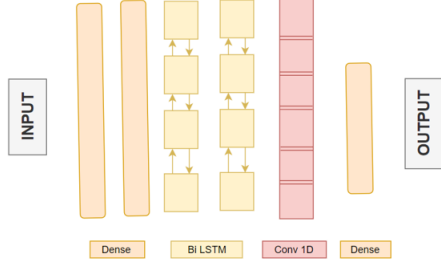 INPUT
OUTPUT
Dense
Bi LSTM
Conv 1D
Dense